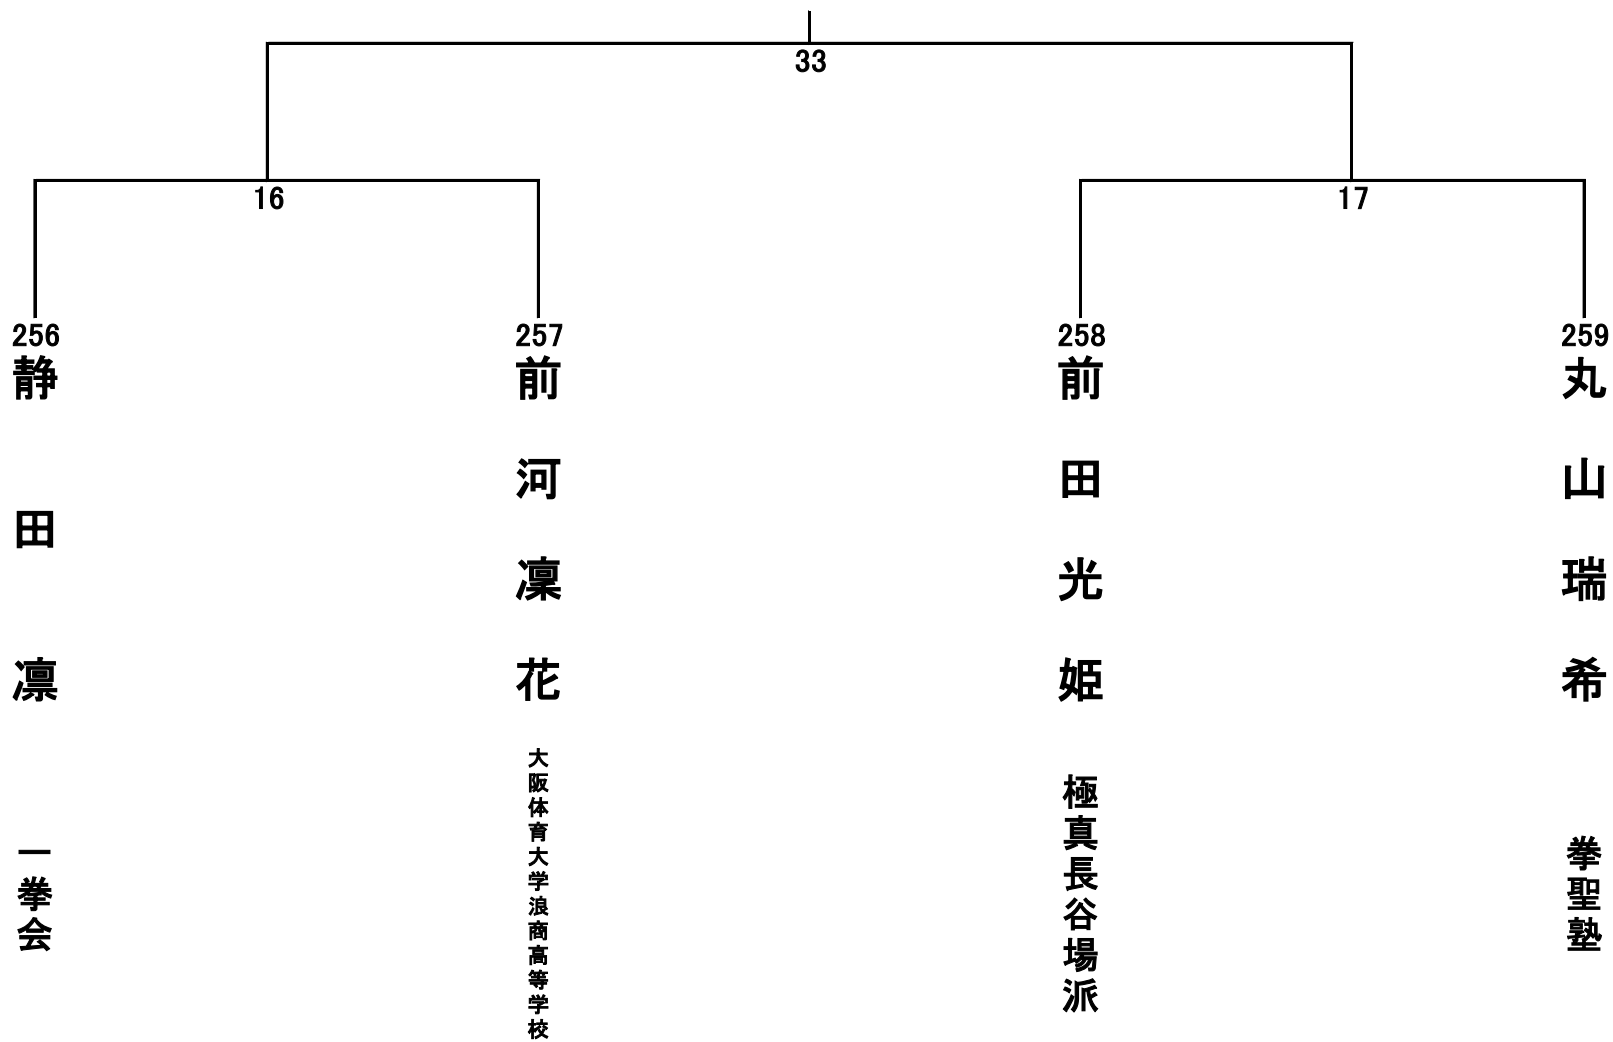 33
16
17
256
静田凛
一拳会
257
前河凜花
大阪体育大学浪商高等学校
258
前田光姫
極真長谷場派
259
丸山瑞希
拳聖塾